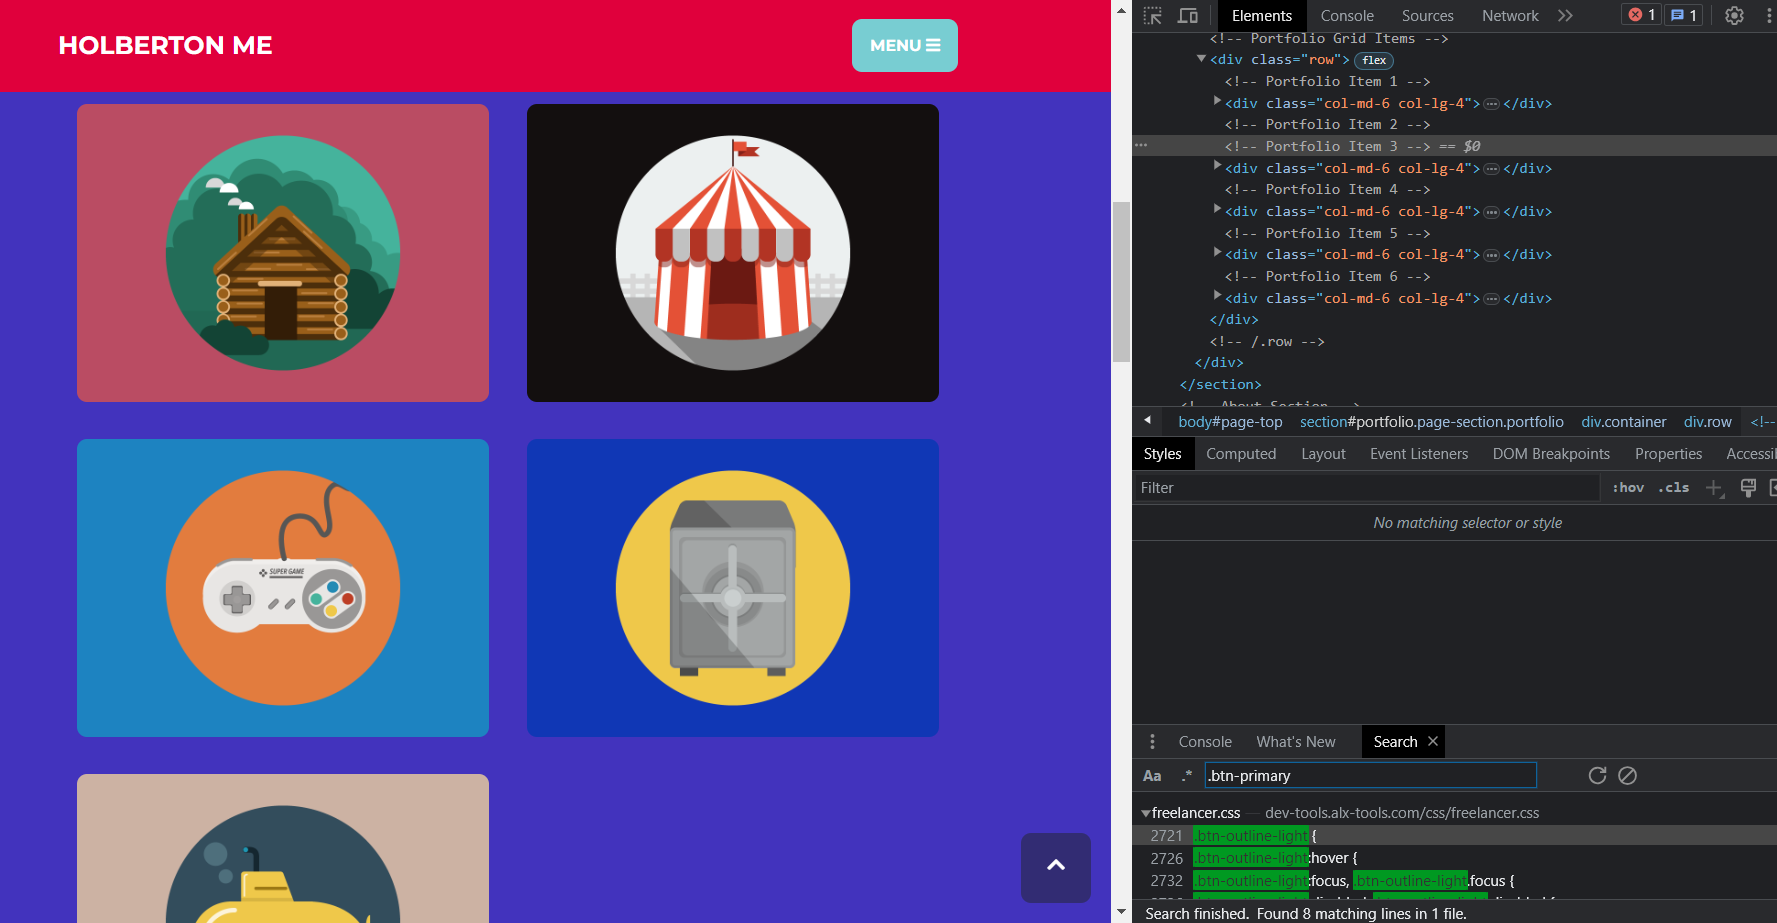 HOLBERTON ME
MENU
SUPER GAME
Elements Console Sources Network 1 1
<!-- Portfolio Grid Items -->
<div class="row"> flex
<!-- Portfolio Item 1 -->
<div class="col-md-6 col-lg-4">…</div>
<!-- Portfolio Item 2 -->
<!-- Portfolio Item 3 --> == $0
<div class="col-md-6 col-lg-4">…</div>
<!-- Portfolio Item 4 -->
<div class="col-md-6 col-lg-4">…</div>
<!-- Portfolio Item 5 -->
<div class="col-md-6 col-lg-4">…</div>
<!-- Portfolio Item 6 -->
<div class="col-md-6 col-lg-4">…</div>
</div>
<!-- /.row -->
</div>
</section>
<!-- About Section -->
body#page-top section#portfolio.page-section.portfolio div.container div.row <!--
Styles Computed Layout Event Listeners DOM Breakpoints Properties Accessi
Filter :hov .cls
No matching selector or style
Console What's New Search
Aa .* .btn-primary
freelancer.css — dev-tools.alx-tools.com/css/freelancer.css
2721 .btn-outline-light {
2726 .btn-outline-light:hover {
2732 .btn-outline-light:focus, .btn-outline-light.focus {
Search finished. Found 8 matching lines in 1 file.